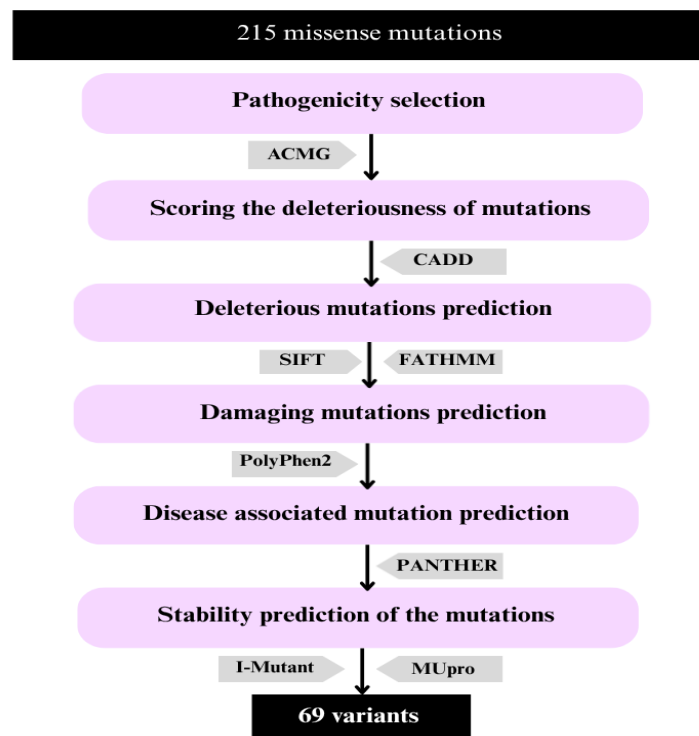 215 missense mutations
Pathogenicity selection
ACMG
Scoring the deleteriousness of mutations
CADD
Deleterious mutations prediction
SIFT FATHMM
Damaging mutations prediction
PolyPhen2
Disease associated mutation prediction
PANTHER
Stability prediction of the mutations
I-Mutant MUpro
69 variants